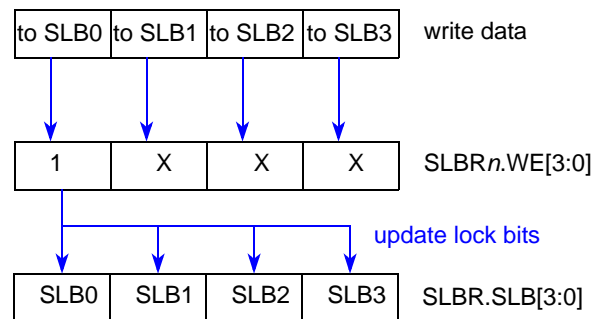 to SLB0 to SLB1 to SLB2 to SLB3 write data
1 X X X SLBRn.WE[3:0]
update lock bits
SLB0 SLB1 SLB2 SLB3 SLBR.SLB[3:0]